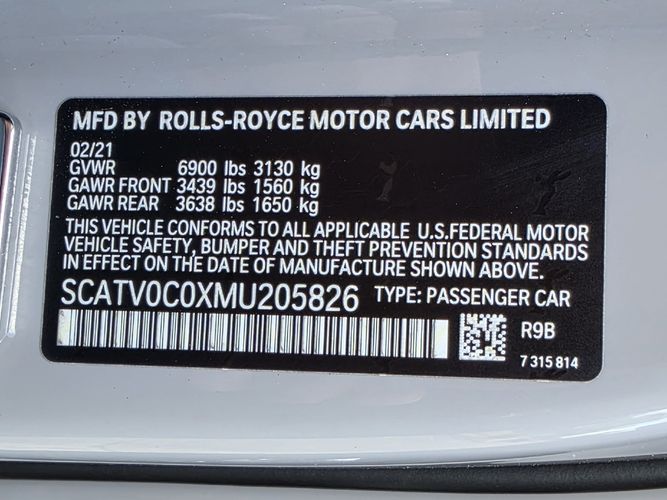 MFD BY ROLLS-ROYCE MOTOR CARS LIMITED
02/21
GVWR 6900 lbs 3130 kg
GAWR FRONT 3439 lbs 1560 kg
GAWR REAR 3638 lbs 1650 kg
THIS VEHICLE CONFORMS TO ALL APPLICABLE U.S.FEDERAL MOTOR
VEHICLE SAFETY, BUMPER AND THEFT PREVENTION STANDARDS
IN EFFECT ON THE DATE OF MANUFACTURE SHOWN ABOVE.
SCATV0C0XMU205826 TYPE: PASSENGER CAR
R9B
7 315 814